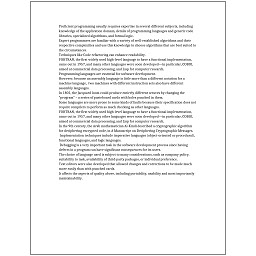 Proficient programming usually requires expertise in several different subjects, including
knowledge of the application domain, details of programming languages and generic code
libraries, specialized algorithms, and formal logic.
Expert programmers are familiar with a variety of well-established algorithms and their
respective complexities and use this knowledge to choose algorithms that are best suited to
the circumstances.
Techniques like Code refactoring can enhance readability.
FORTRAN, the first widely used high-level language to have a functional implementation,
came out in 1957, and many other languages were soon developed—in particular, COBOL
aimed at commercial data processing, and Lisp for computer research.
Programming languages are essential for software development.
However, because an assembly language is little more than a different notation for a
machine language, two machines with different instruction sets also have different
assembly languages.
In 1801, the Jacquard loom could produce entirely different weaves by changing the
"program" – a series of pasteboard cards with holes punched in them.
Some languages are more prone to some kinds of faults because their specification does not
require compilers to perform as much checking as other languages.
FORTRAN, the first widely used high-level language to have a functional implementation,
came out in 1957, and many other languages were soon developed—in particular, COBOL
aimed at commercial data processing, and Lisp for computer research.
In the 9th century, the Arab mathematician Al-Kindi described a cryptographic algorithm
for deciphering encrypted code, in A Manuscript on Deciphering Cryptographic Messages.
Implementation techniques include imperative languages (object-oriented or procedural),
functional languages, and logic languages.
Debugging is a very important task in the software development process since having
defects in a program can have significant consequences for its users.
The choice of language used is subject to many considerations, such as company policy,
suitability to task, availability of third-party packages, or individual preference.
Text editors were also developed that allowed changes and corrections to be made much
more easily than with punched cards.
It affects the aspects of quality above, including portability, usability and most importantly
maintainability.